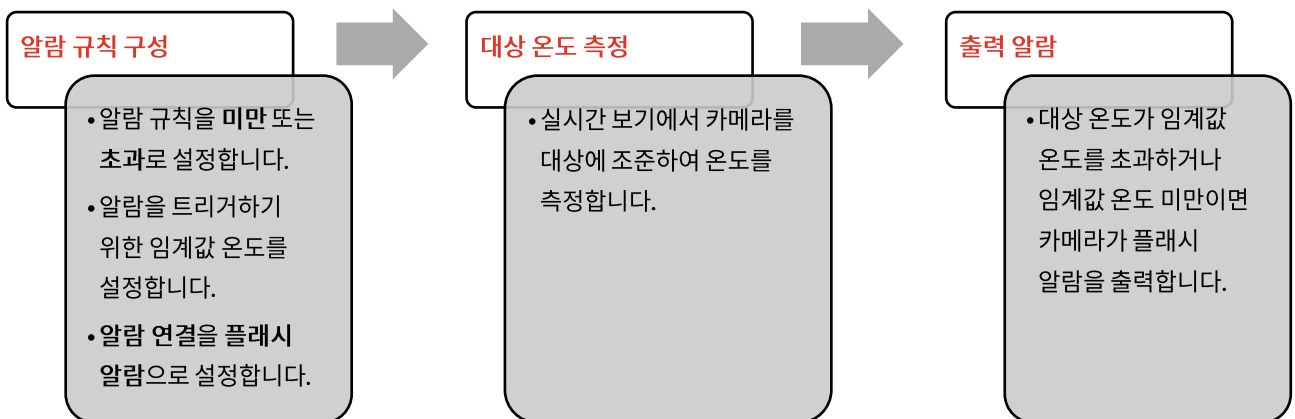 알람 규칙 구성
•알람 규칙을 미만 또는
초과로 설정합니다.
•알람을 트리거하기
위한 임계값 온도를
설정합니다.
•알람 연결을 플래시
알람으로 설정합니다.
대상 온도 측정
•실시간 보기에서 카메라를
대상에 조준하여 온도를
측정합니다.
출력 알람
•대상 온도가 임계값
온도를 초과하거나
임계값 온도 미만이면
카메라가 플래시
알람을 출력합니다.